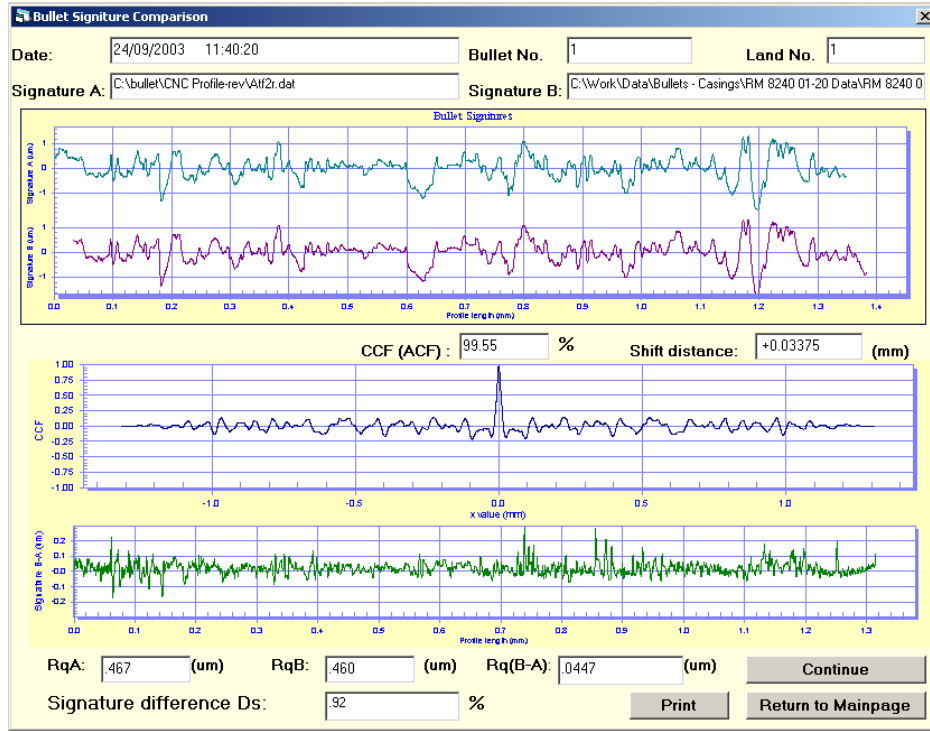 Bullet Signiture Comparison
Date: 24/09/2003 11:40:20 Bullet No. 1 Land No. 1
Signature A: C:\bullet\CNC Profile-rev\Atf2r.dat Signature B: C:\Work\Data\Bullets - Casings\RM 8240 01-20 Data\RM 8240 0
Bullet Signitures
Signature A (um)
1
0
-1
Signature B (um)
1
0
-1
0.0 0.1 0.2 0.3 0.4 0.5 0.6 0.7 0.8 0.9 1.0 1.1 1.2 1.3 1.4
Profile length (mm)
CCF (ACF) : 99.55 % Shift distance: +0.03375 (mm)
CCF
1.00
0.75
0.50
0.25
0.00
-0.25
-0.50
-0.75
-1.00
-1.0 -0.5 0.0 0.5 1.0
x value (mm)
Signature B-A (um)
0.2
0.1
-0.0
-0.1
-0.2
0.0 0.1 0.2 0.3 0.4 0.5 0.6 0.7 0.8 0.9 1.0 1.1 1.2 1.3
Profile length (mm)
RqA: .467 (um) RqB: .460 (um) Rq(B-A): .0447 (um) Continue
Signature difference Ds: .92 % Print Return to Mainpage